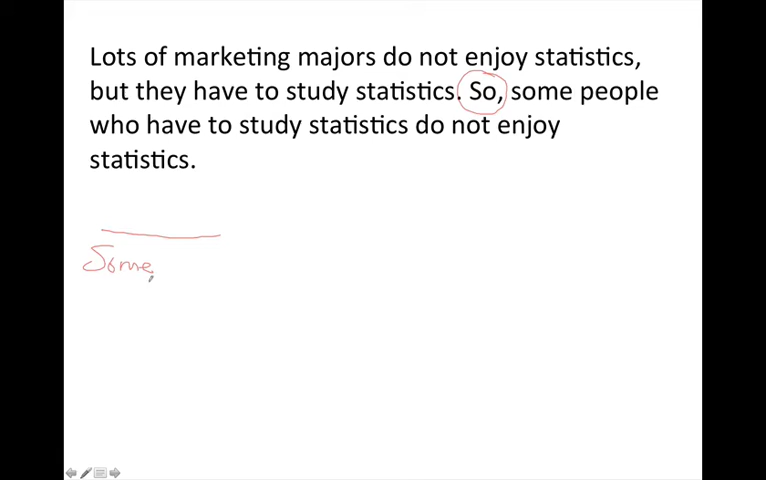 Lots of marketing majors do not enjoy statistics,
but they have to study statistics. So, some people
who have to study statistics do not enjoy
statistics.
Some